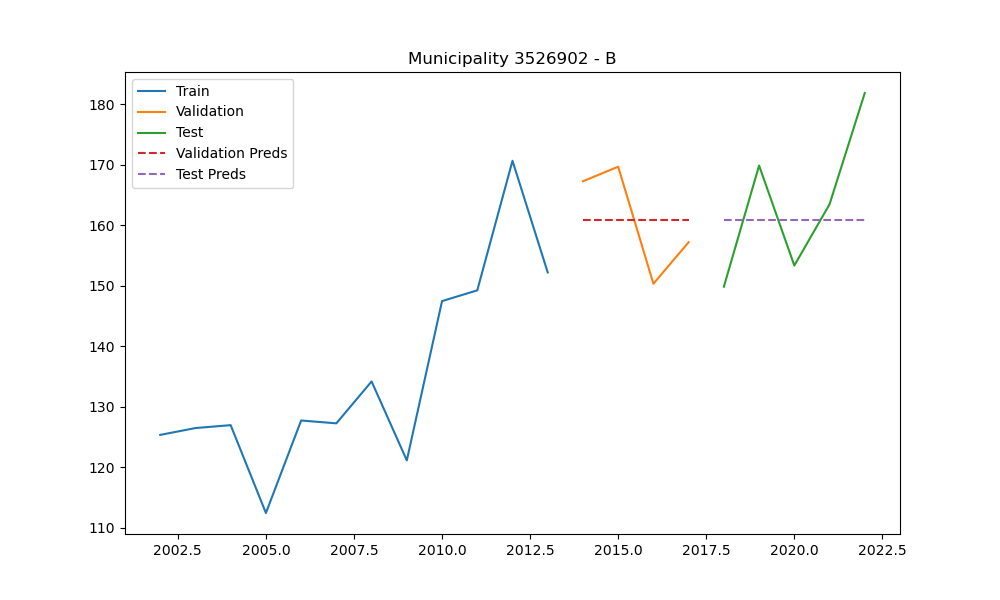 Municipality 3526902 - B
Train
Validation
Test
Validation Preds
Test Preds
180
170
160
150
140
130
120
110
2002.5 2005.0 2007.5 2010.0 2012.5 2015.0 2017.5 2020.0 2022.5